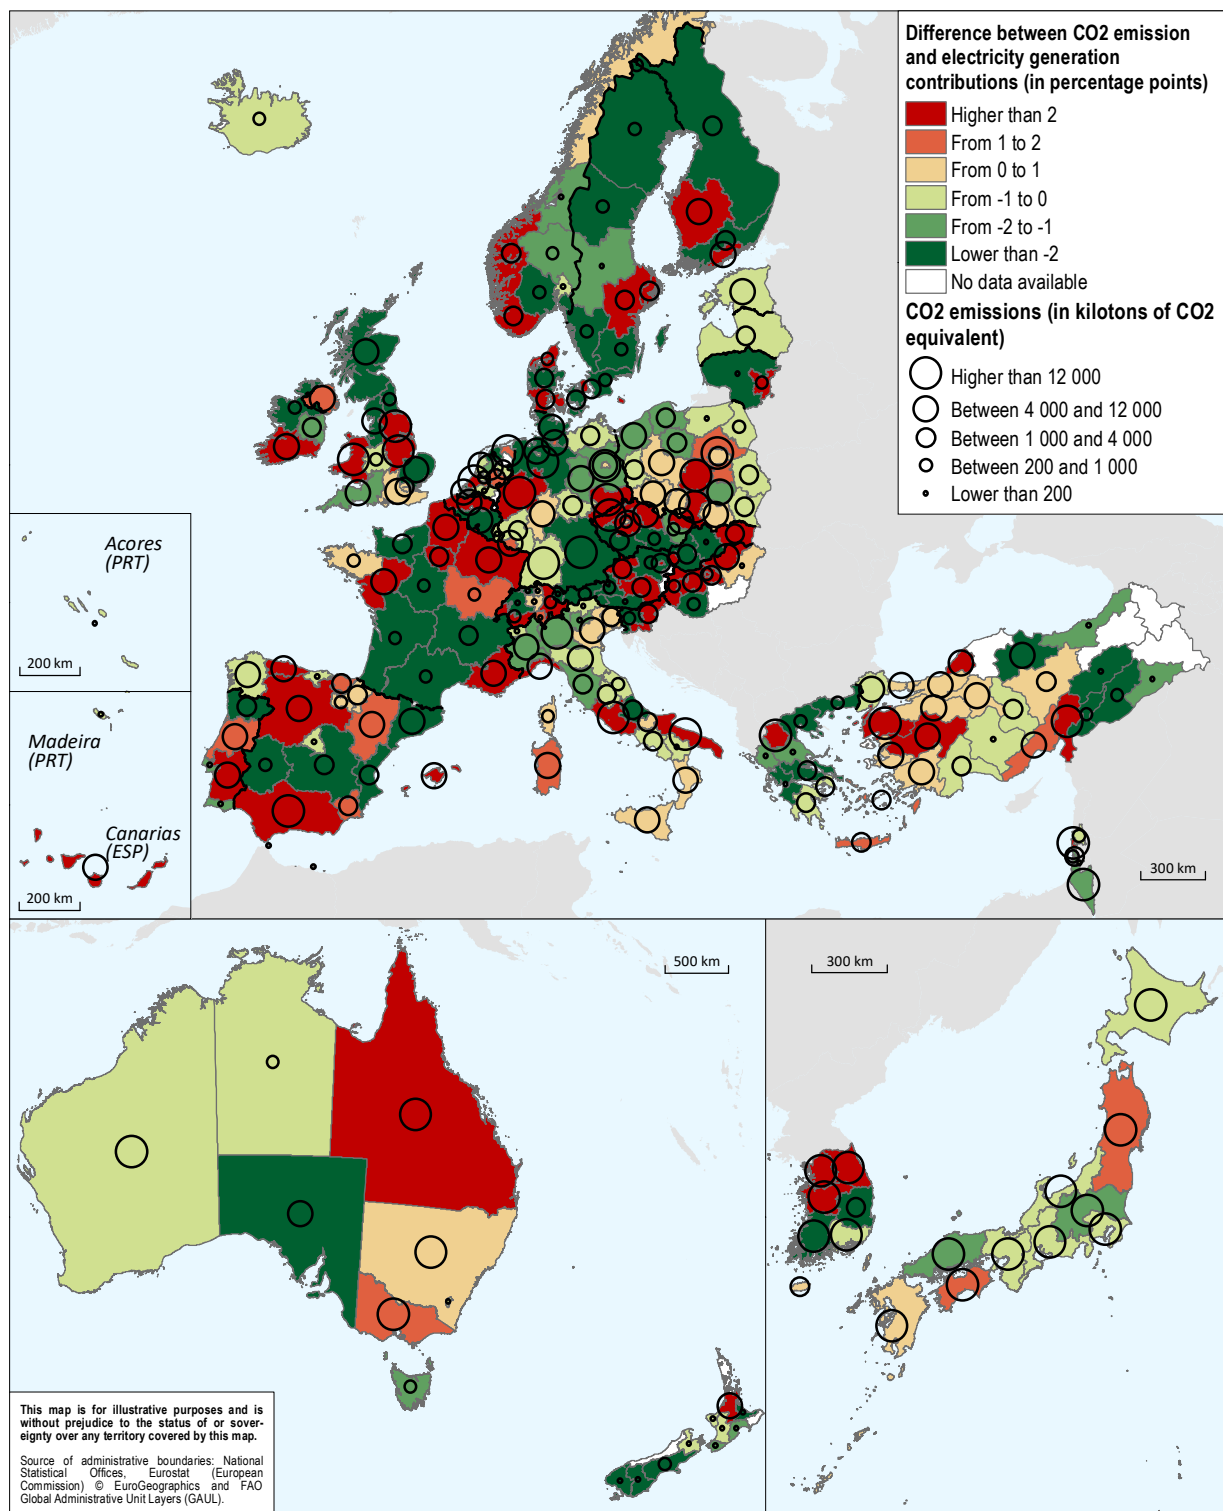 Difference between CO2 emission
and electricity generation
contributions (in percentage points)
Higher than 2
From 1 to 2
From 0 to 1
From -1 to 0
From -2 to -1
Lower than -2
No data available
CO2 emissions (in kilotons of CO2
equivalent)
Higher than 12 000
Between 4 000 and 12 000
Between 1 000 and 4 000
Between 200 and 1 000
Lower than 200
Acores
(PRT)
200 km
Madeira
(PRT)
Canarias
(ESP)
200 km
300 km
500 km
300 km
This map is for illustrative purposes and is
without prejudice to the status of or sover-
eignty over any territory covered by this map.
Source of administrative boundaries: National
Statistical Offices, Eurostat (European
Commission) © EuroGeographics and FAO
Global Administrative Unit Layers (GAUL).